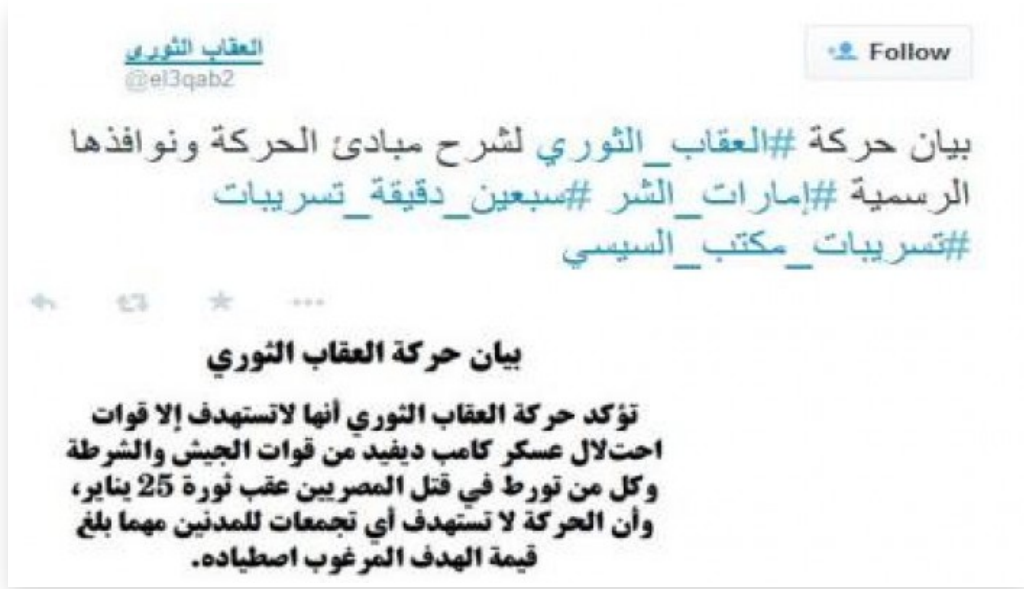 العقاب الثوري
@el3qab2
Follow
بيان حركة #العقاب_الثوري لشرح مبادئ الحركة ونوافذها
الرسمية #إمارات_الشر #سبعين_دقيقة_تسريبات
#تسريبات_مكتب_السيسي
بيان حركة العقاب الثوري
تؤكد حركة العقاب الثوري أنها لاتستهدف إلا قوات
احتلال عسكر كامب ديفيد من قوات الجيش والشرطة
وكل من تورط في قتل المصريين عقب ثورة 25 يناير،
وأن الحركة لا تستهدف أي تجمعات للمدنين مهما بلغ
قيمة الهدف المرغوب اصطياده.